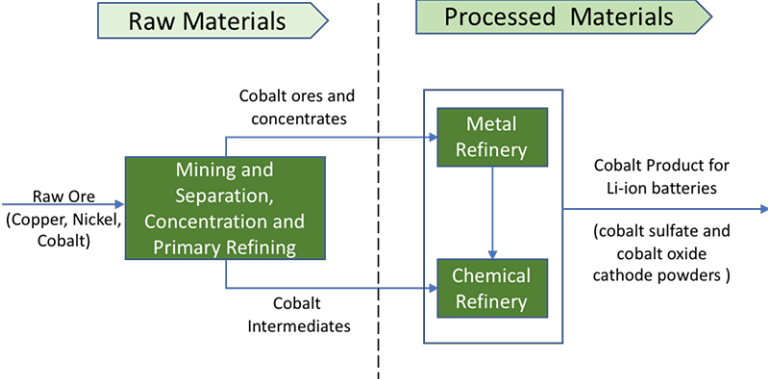 Raw Materials
Processed Materials
Cobalt ores and
concentrates
Metal
Refinery
Mining and
Separation,
Concentration and
Primary Refining
Raw Ore
(Copper, Nickel,
Cobalt)
Cobalt Product for
Li-ion batteries
(cobalt sulfate and
cobalt oxide
cathode powders )
Chemical
Refinery
Cobalt
Intermediates